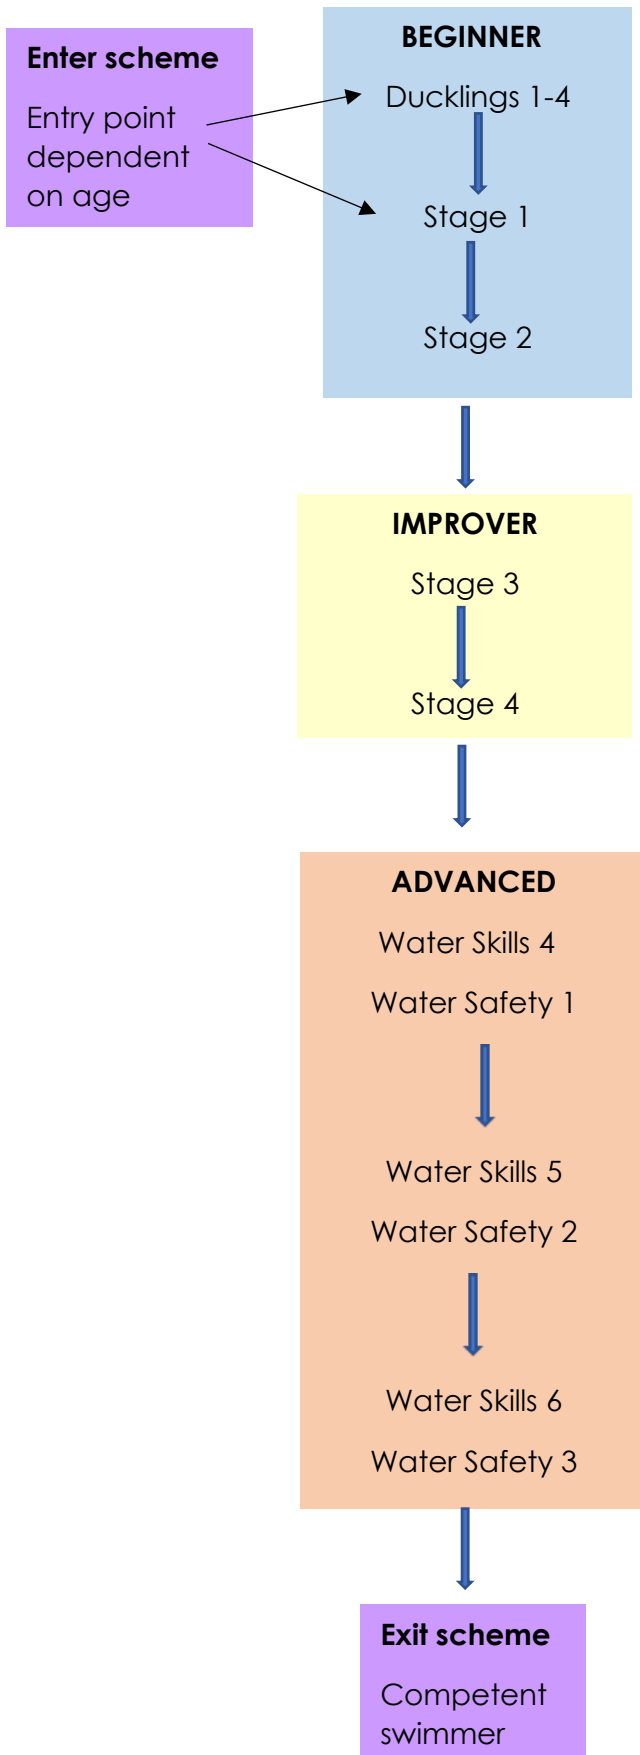 Enter scheme
Entry point
dependent
on age
BEGINNER
Ducklings 1-4
Stage 1
Stage 2
IMPROVER
Stage 3
Stage 4
ADVANCED
Water Skills 4
Water Safety 1
Water Skills 5
Water Safety 2
Water Skills 6
Water Safety 3
Exit scheme
Competent
swimmer